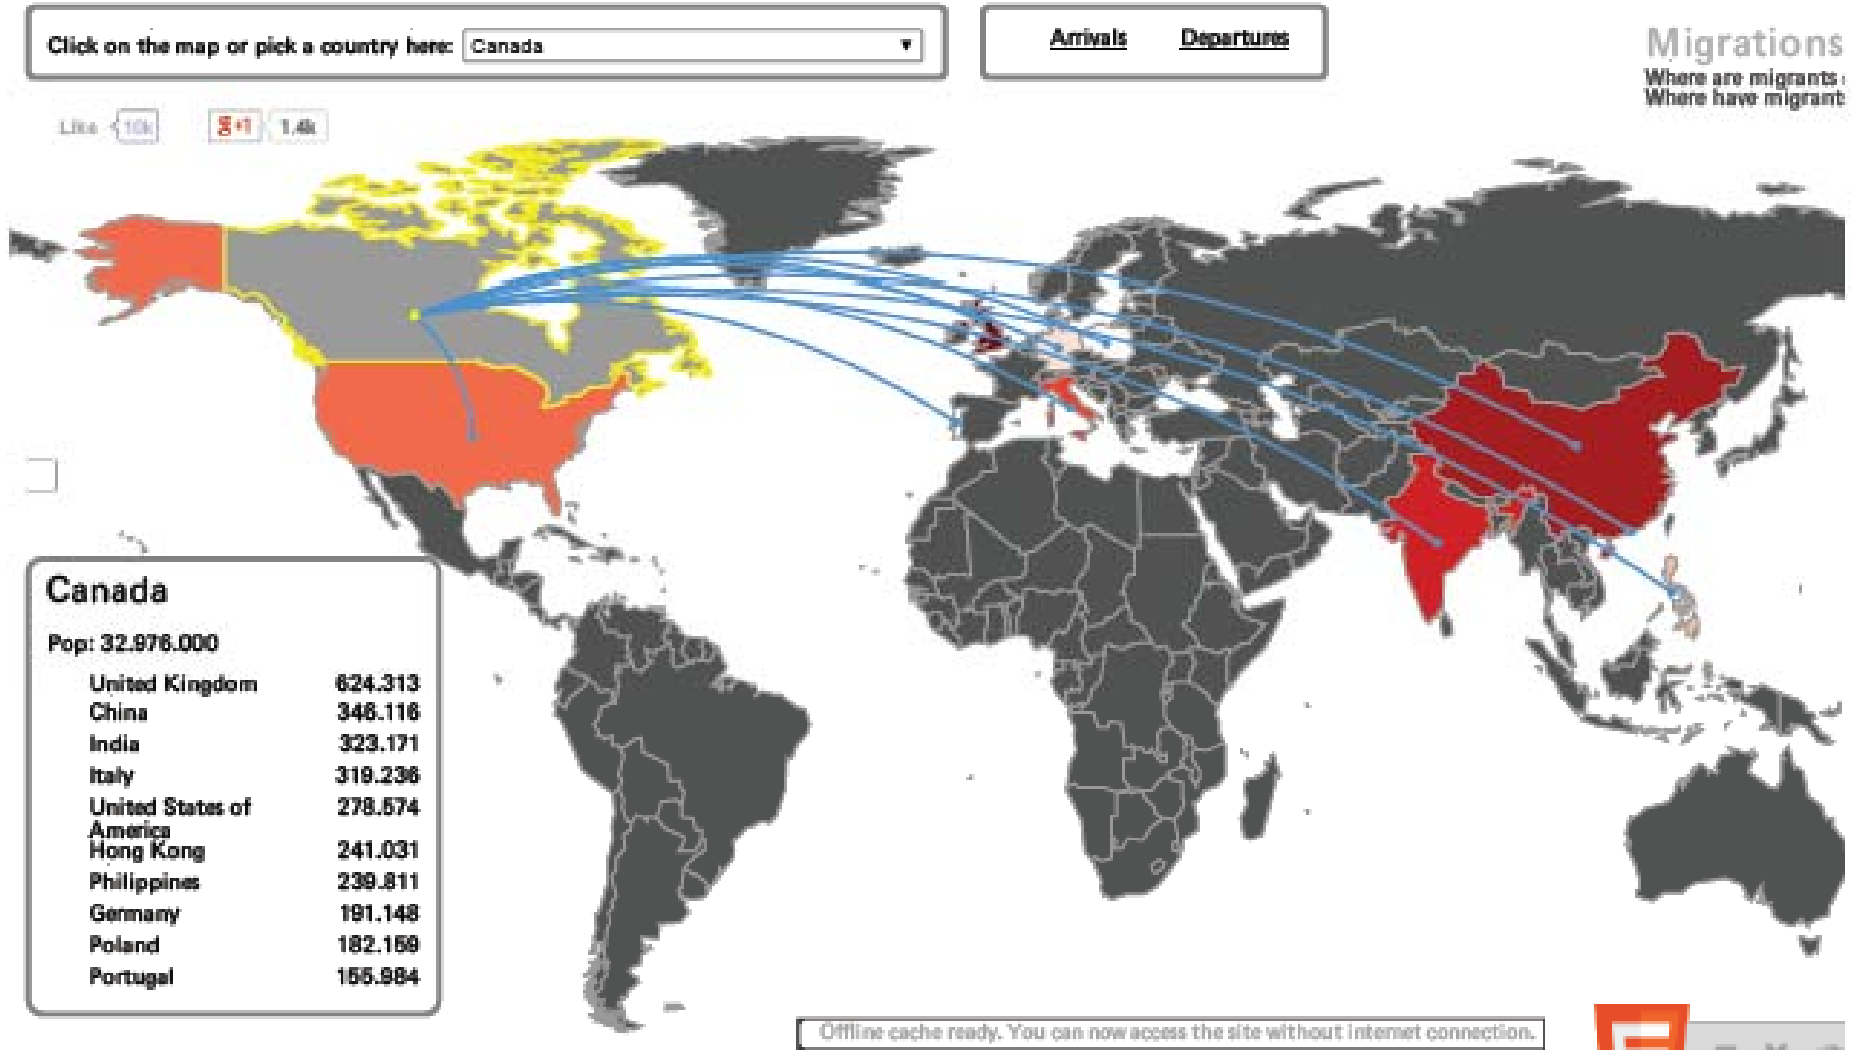 Click on the map or pick a country here: Canada
Arrivals Departures
Migrations
Where are migrants
Where have migrant
Like 10k +1 1.4k
Canada
Pop: 32.976.000
United Kingdom 624.313
China 346.116
India 323.171
Italy 319.236
United States of 278.574
America
Hong Kong 241.031
Philippines 239.811
Germany 191.148
Poland 182.159
Portugal 155.984
Offline cache ready. You can now access the site without internet connection.